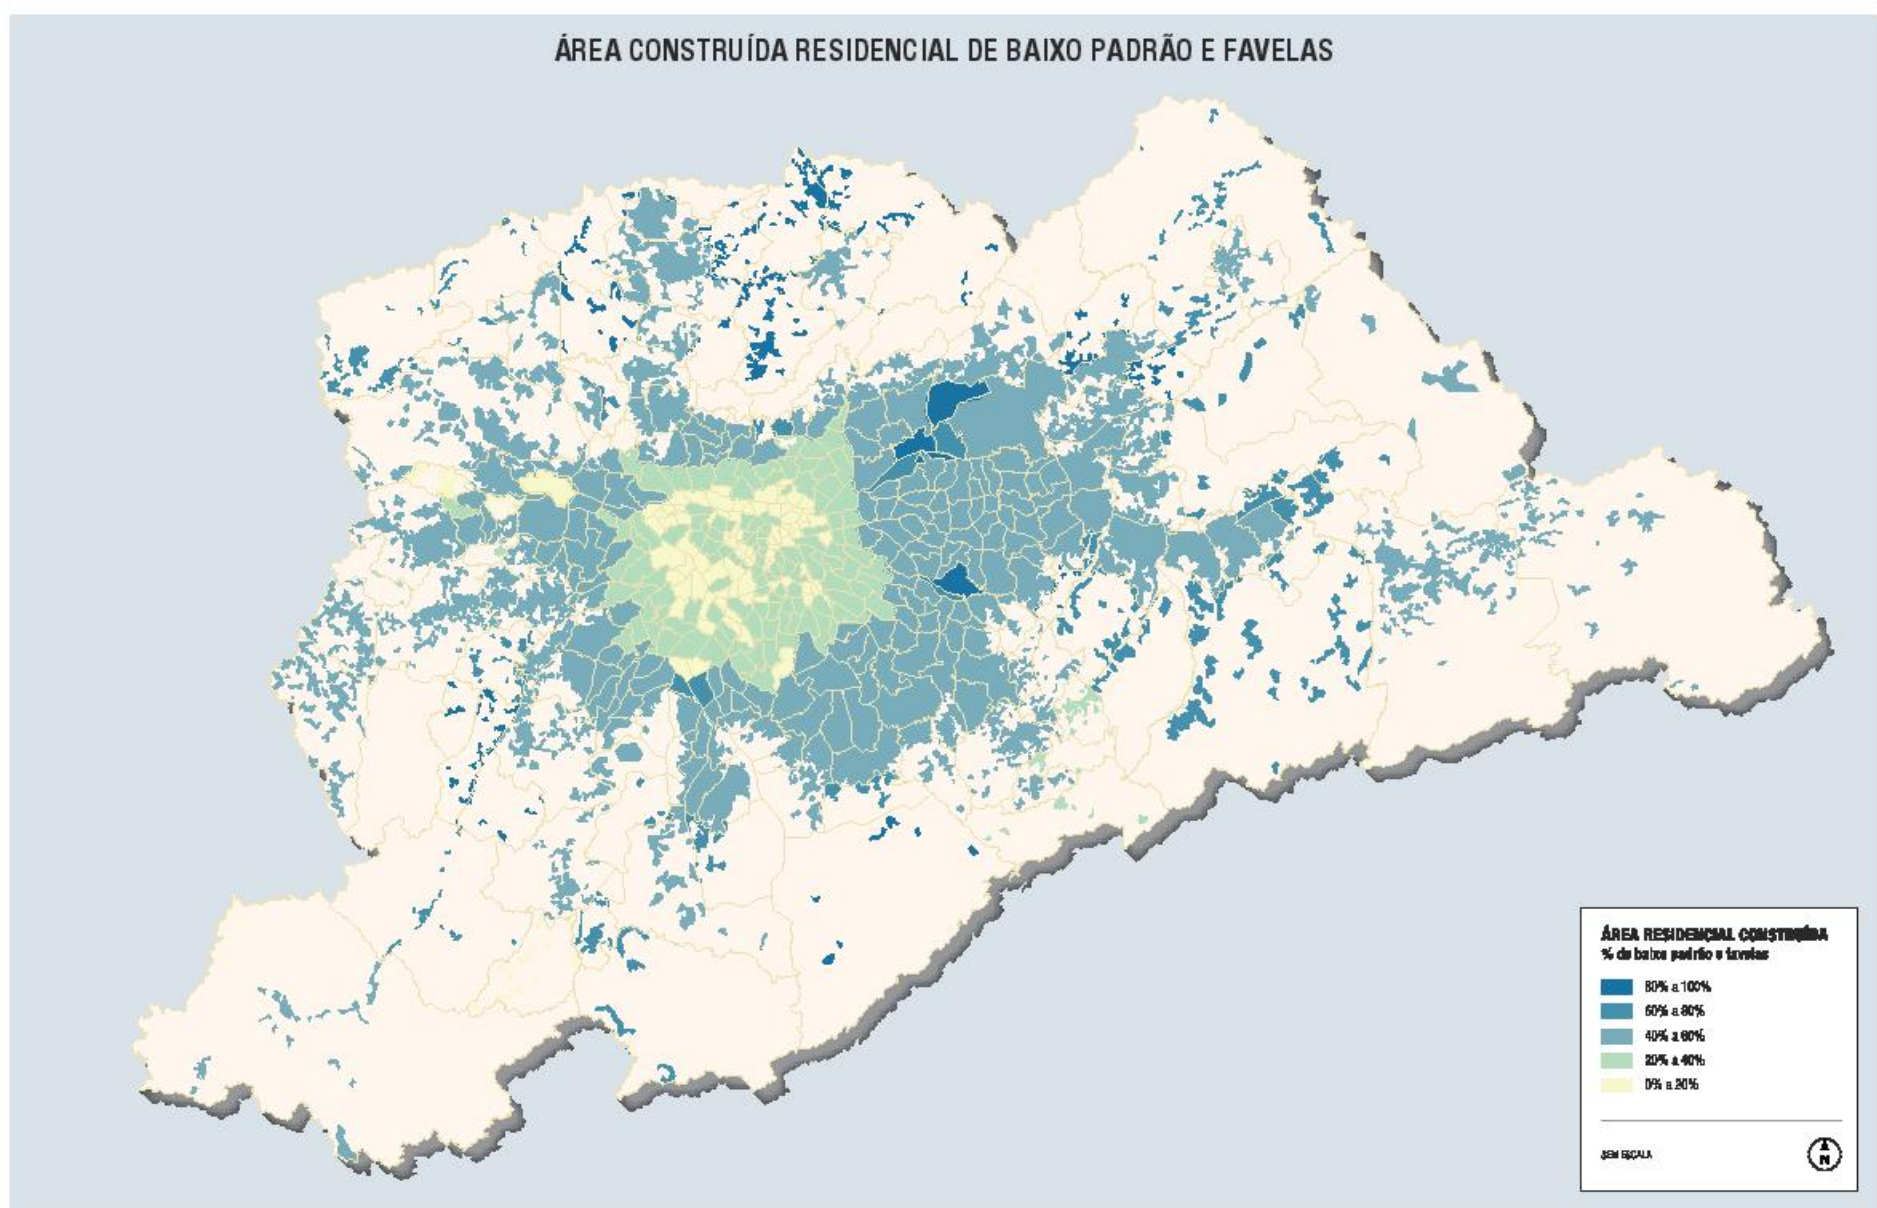 ÁREA CONSTRUÍDA RESIDENCIAL DE BAIXO PADRÃO E FAVELAS
ÁREA RESIDENCIAL CONSTRUÍDA
% de baixo padrão e favelas
80% a 100%
60% a 80%
40% a 60%
20% a 40%
0% a 20%
SEM ESCALA
N